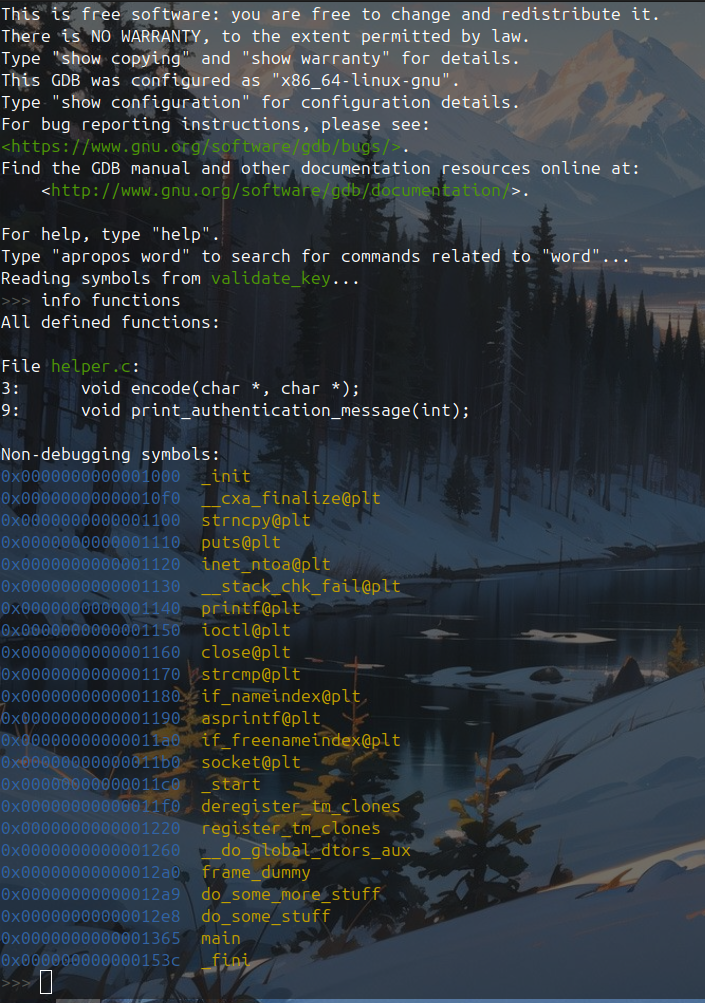 This is free software: you are free to change and redistribute it.
There is NO WARRANTY, to the extent permitted by law.
Type "show copying" and "show warranty" for details.
This GDB was configured as "x86_64-linux-gnu".
Type "show configuration" for configuration details.
For bug reporting instructions, please see:
<https://www.gnu.org/software/gdb/bugs/>.
Find the GDB manual and other documentation resources online at:
    <http://www.gnu.org/software/gdb/documentation/>.

For help, type "help".
Type "apropos word" to search for commands related to "word"...
Reading symbols from validate_key...
>>> info functions
All defined functions:

File helper.c:
3:      void encode(char *, char *);
9:      void print_authentication_message(int);

Non-debugging symbols:
0x0000000000001000  _init
0x00000000000010f0  __cxa_finalize@plt
0x0000000000001100  strncpy@plt
0x0000000000001110  puts@plt
0x0000000000001120  inet_ntoa@plt
0x0000000000001130  __stack_chk_fail@plt
0x0000000000001140  printf@plt
0x0000000000001150  ioctl@plt
0x0000000000001160  close@plt
0x0000000000001170  strcmp@plt
0x0000000000001180  if_nameindex@plt
0x0000000000001190  asprintf@plt
0x00000000000011a0  if_freenameindex@plt
0x00000000000011b0  socket@plt
0x00000000000011c0  _start
0x00000000000011f0  deregister_tm_clones
0x0000000000001220  register_tm_clones
0x0000000000001260  __do_global_dtors_aux
0x00000000000012a0  frame_dummy
0x00000000000012a9  do_some_more_stuff
0x00000000000012e8  do_some_stuff
0x0000000000001365  main
0x000000000000153c  _fini
>>>